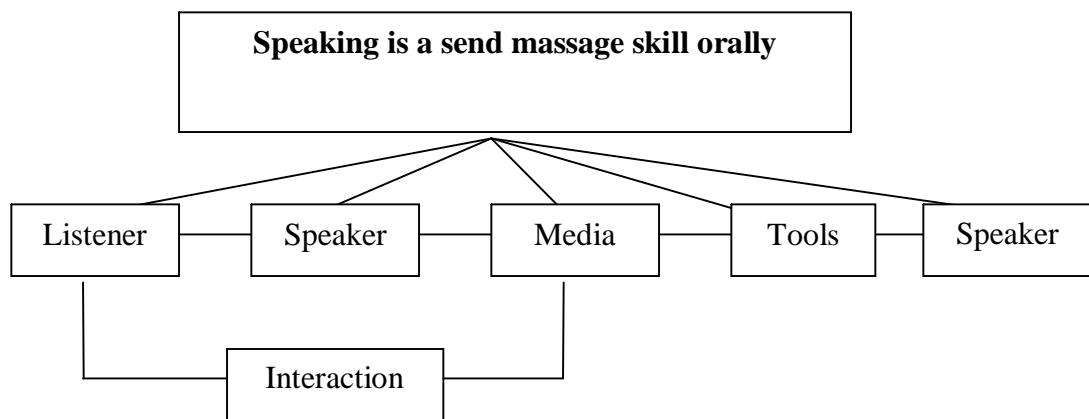 Speaking is a send massage skill orally
Listener
Speaker
Media
Tools
Speaker
Interaction